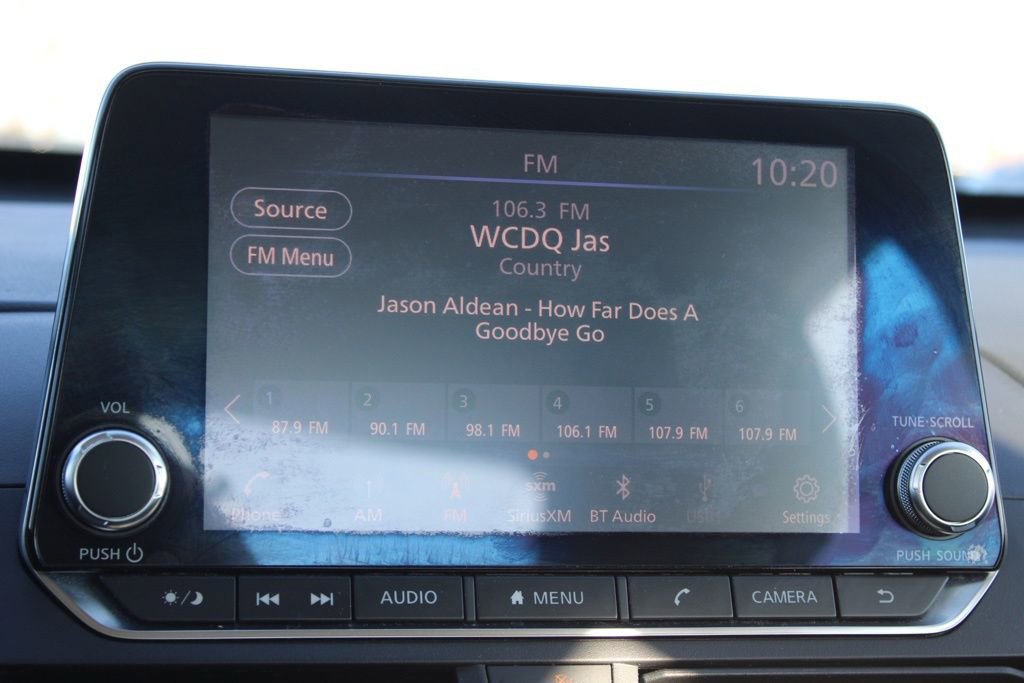 FM
10:20
Source
106.3 FM
WCDQ Jas
FM Menu
Country
Jason Aldean - How Far Does A
Goodbye Go
1 2 3 4 5 6
87.9 FM 90.1 FM 98.1 FM 106.1 FM 107.9 FM 107.9 FM
VOL
TUNE·SCROLL
sxm
Phone AM FM SiriusXM BT Audio USB Settings
PUSH
PUSH SOUND
AUDIO
MENU
CAMERA